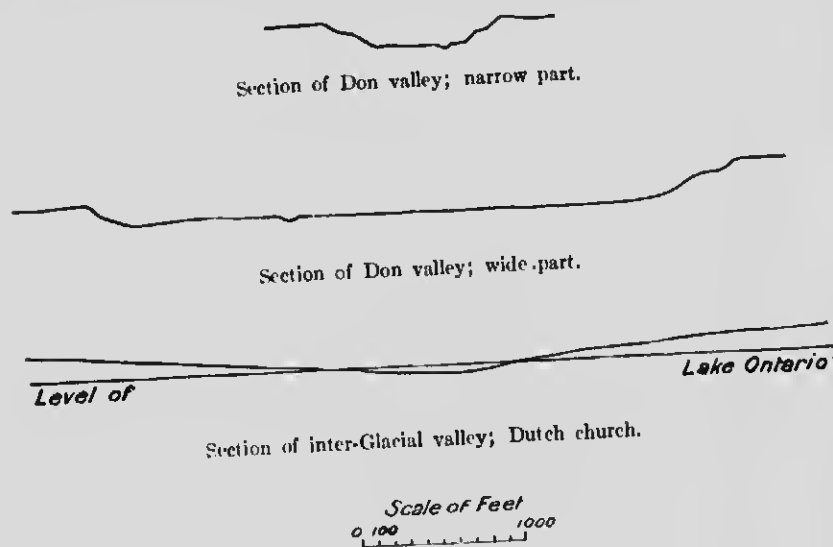 Section of Don valley; narrow part.
Section of Don valley; wide part.
Level of Lake Ontario
Section of inter-Glacial valley; Dutch church.
Scale of Feet
0 100 1000